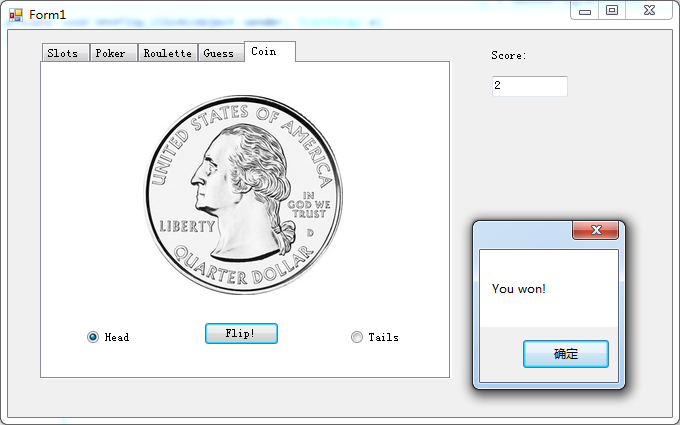 Form1
Slots Poker Roulette Guess Coin
Score:
2
UNITED STATES OF AMERICA
IN
GOD WE
TRUST
LIBERTY
D
QUARTER DOLLAR
Head Flip! Tails
You won!
确定